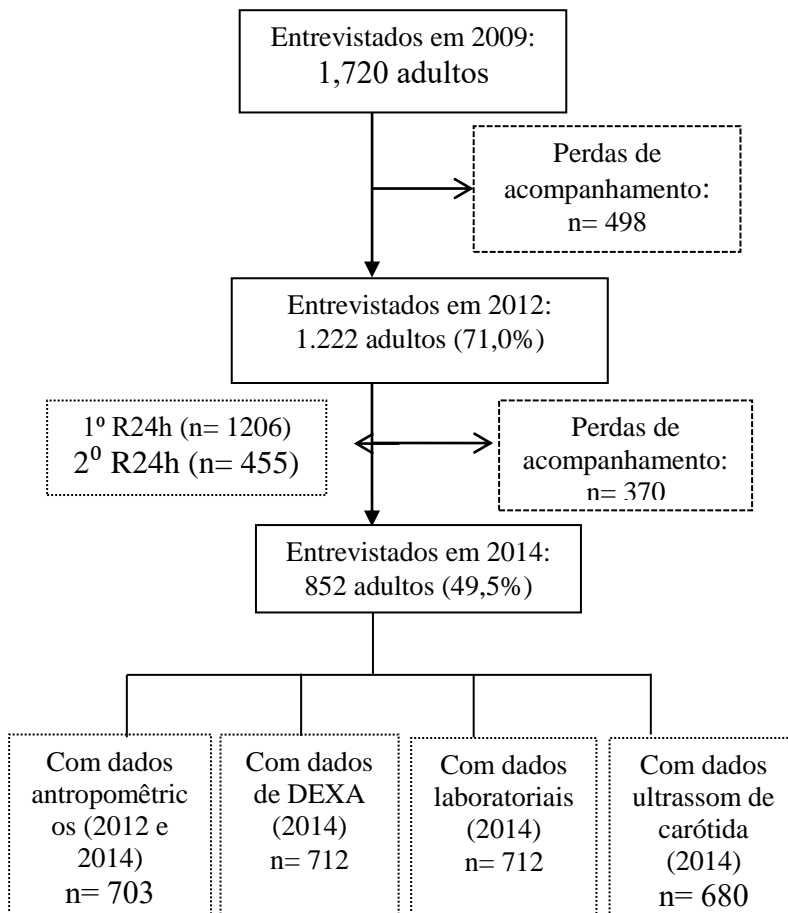 Entrevistados em 2009:
1,720 adultos
Perdas de
acompanhamento:
n= 498
Entrevistados em 2012:
1.222 adultos (71,0%)
1º R24h (n= 1206)
2⁰ R24h (n= 455)
Perdas de
acompanhamento:
n= 370
Entrevistados em 2014:
852 adultos (49,5%)
Com dados
antropométric
os (2012 e
2014)
n= 703
Com dados
de DEXA
(2014)
n= 712
Com dados
laboratoriais
(2014)
n= 712
Com dados
ultrassom de
carótida
(2014)
n= 680